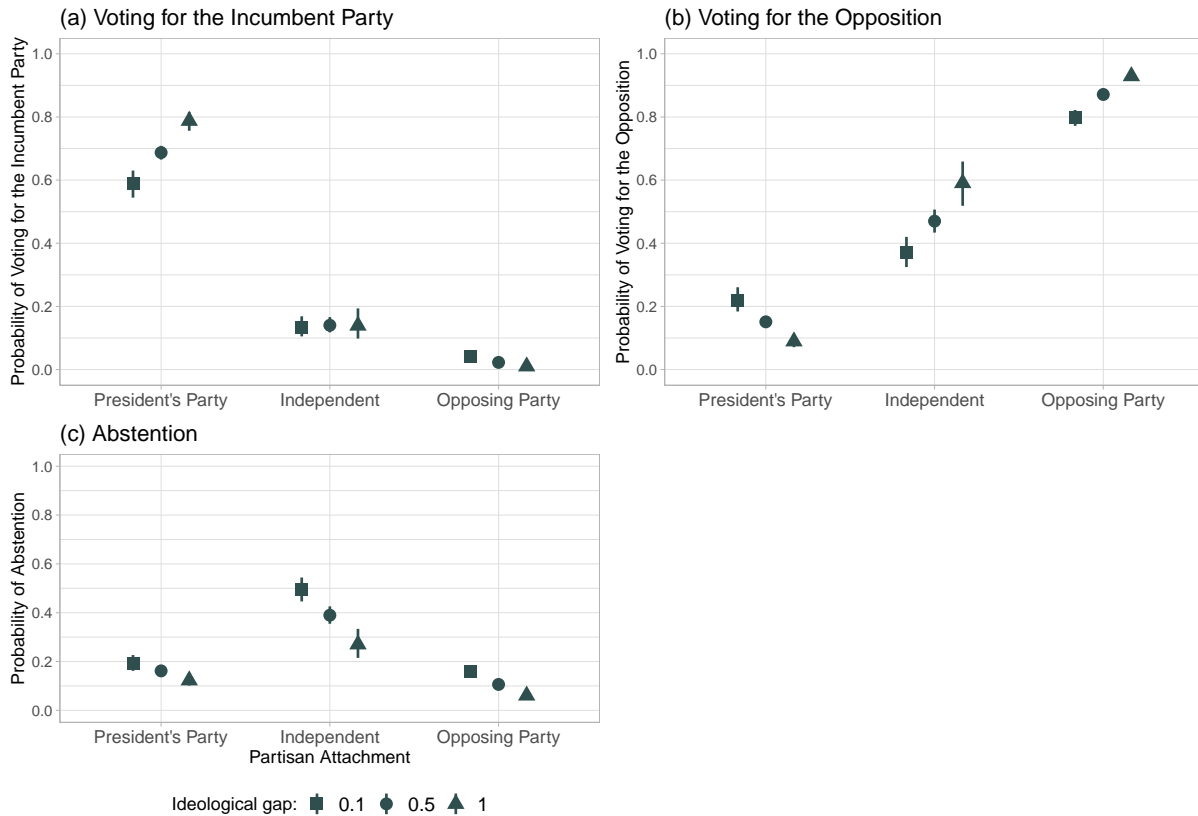 (a) Voting for the Incumbent Party
Probability of Voting for the Incumbent Party
1.0
0.8
0.6
0.4
0.2
0.0
President's Party Independent Opposing Party
(b) Voting for the Opposition
Probability of Voting for the Opposition
1.0
0.8
0.6
0.4
0.2
0.0
President's Party Independent Opposing Party
(c) Abstention
Probability of Abstention
1.0
0.8
0.6
0.4
0.2
0.0
President's Party Independent Opposing Party
Partisan Attachment
Ideological gap: 0.1 0.5 1